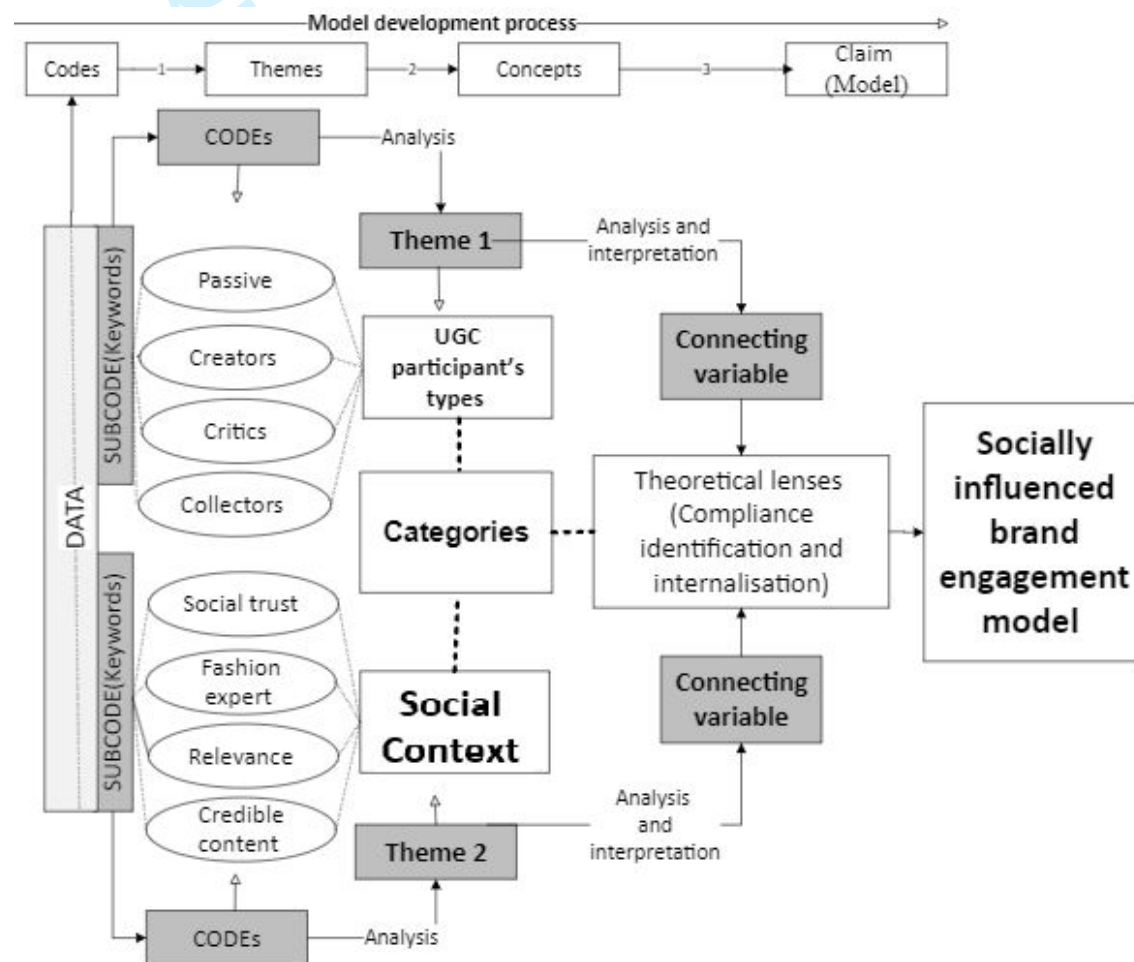 Model development process
Codes
1
Themes
2
Concepts
3
Claim
(Model)
CODEs
Analysis
Theme 1
Analysis and
interpretation
DATA
SUBCODE(Keywords)
Passive
Creators
Critics
Collectors
UGC
participant's
types
Connecting
variable
Categories
Theoretical lenses
(Compliance
identification and
internalisation)
Socially
influenced
brand
engagement
model
SUBCODE(Keywords)
Social trust
Fashion
expert
Relevance
Credible
content
Social
Context
Connecting
variable
Theme 2
Analysis
and
interpretation
CODEs
Analysis